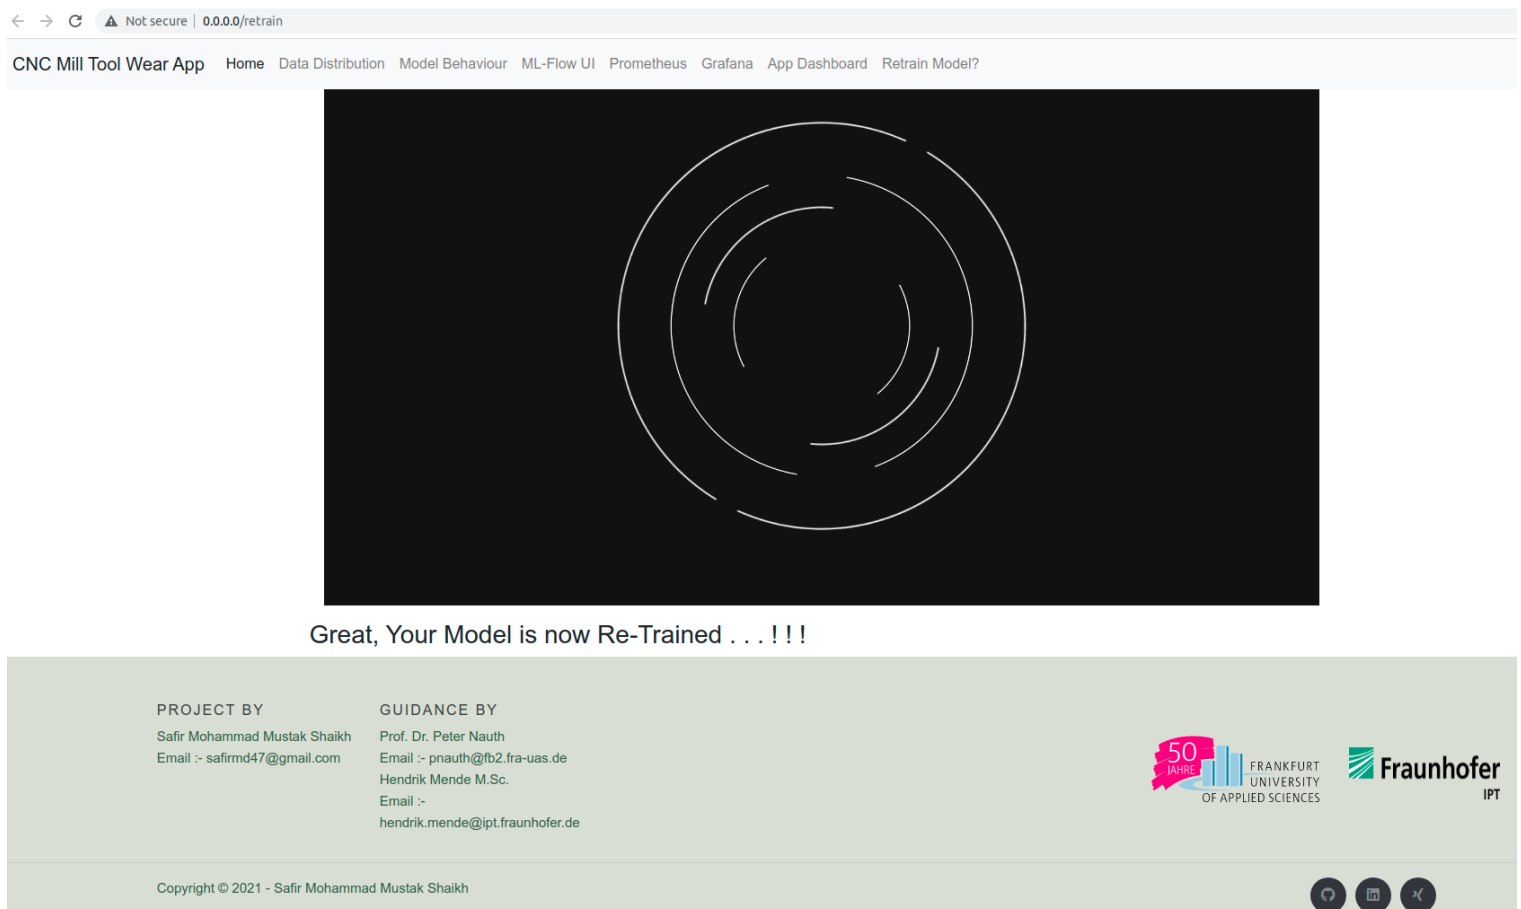 Not secure | 0.0.0.0/retrain
CNC Mill Tool Wear App Home Data Distribution Model Behaviour ML-Flow UI Prometheus Grafana App Dashboard Retrain Model?
Great, Your Model is now Re-Trained . . . ! ! !
PROJECT BY
Safir Mohammad Mustak Shaikh
Email :- safirmd47@gmail.com
GUIDANCE BY
Prof. Dr. Peter Nauth
Email :- pnauth@fb2.fra-uas.de
Hendrik Mende M.Sc.
Email :-
hendrik.mende@ipt.fraunhofer.de
50
JAHRE
FRANKFURT
UNIVERSITY
OF APPLIED SCIENCES
Fraunhofer
IPT
Copyright © 2021 - Safir Mohammad Mustak Shaikh
in